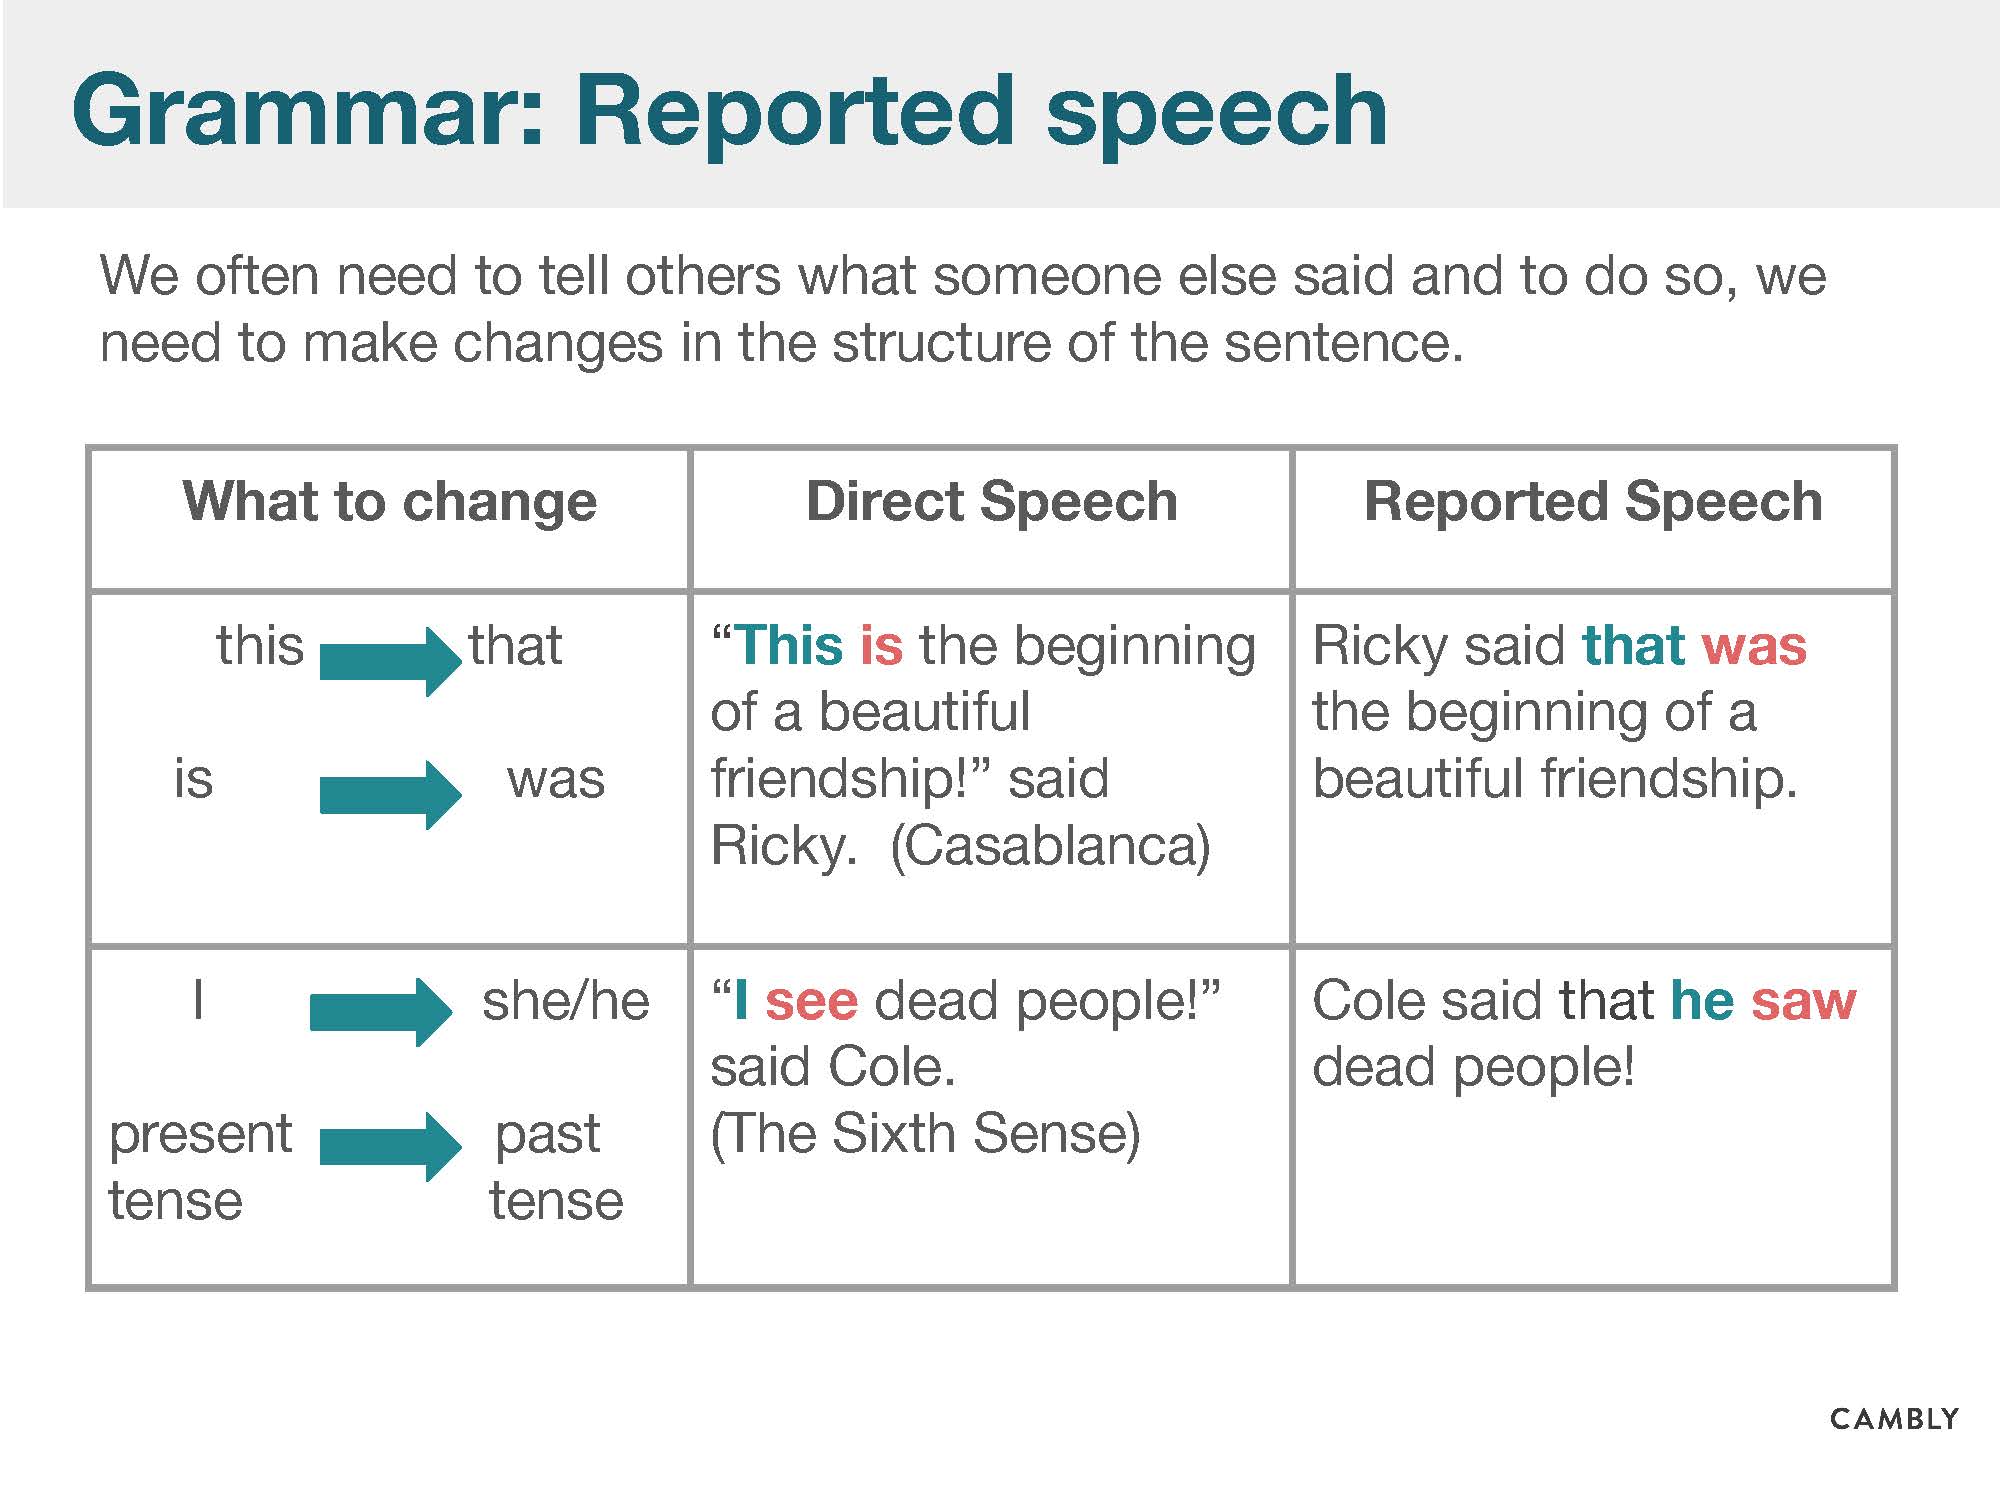 Grammar: Reported speech
We often need to tell others what someone else said and to do so, we
need to make changes in the structure of the sentence.
What to change
Direct Speech
Reported Speech
this that
is was
“This is the beginning
of a beautiful
friendship!” said
Ricky. (Casablanca)
Ricky said that was
the beginning of a
beautiful friendship.
I she/he
present past
tense tense
“I see dead people!”
said Cole.
(The Sixth Sense)
Cole said that he saw
dead people!
CAMBLY